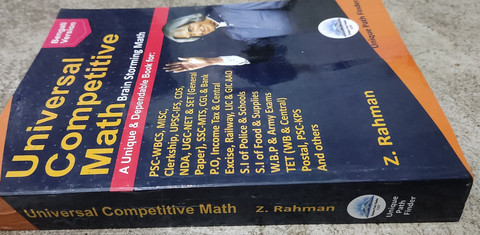 Bengali
Version
Universal
Competitive
Math
Brain Storming Math
A Unique & Dependable Book for:
PSC-WBCS, MISC,
Clerkship, UPSC-IFS, CDS,
NDA, UGC-NET & SET (General
Paper), SSC-MTS, CGL & Bank
P.O, Income Tax & Central
Excise, Railway, LIC & GIC AAO
S.I of Police & Schools
S.I of Food & Supplies
W.B.P & Army Exams
TET (WB & Central)
Postal, PSC-KPS
And others
Z. Rahman
Unique Path Finder
Universal Competitive Math Z. Rahman
Unique
Path
Finder